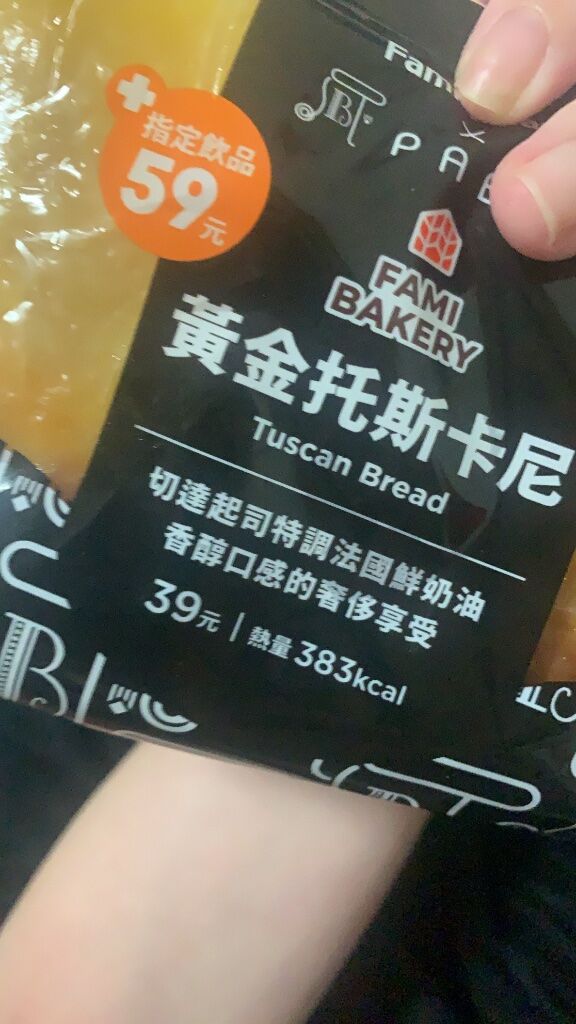 Fam
×
PAB
指定飲品
59元
FAMI
BAKERY
黃金托斯卡尼
Tuscan Bread
切達起司特調法國鮮奶油
香醇口感的奢侈享受
39元 | 熱量 383kcal